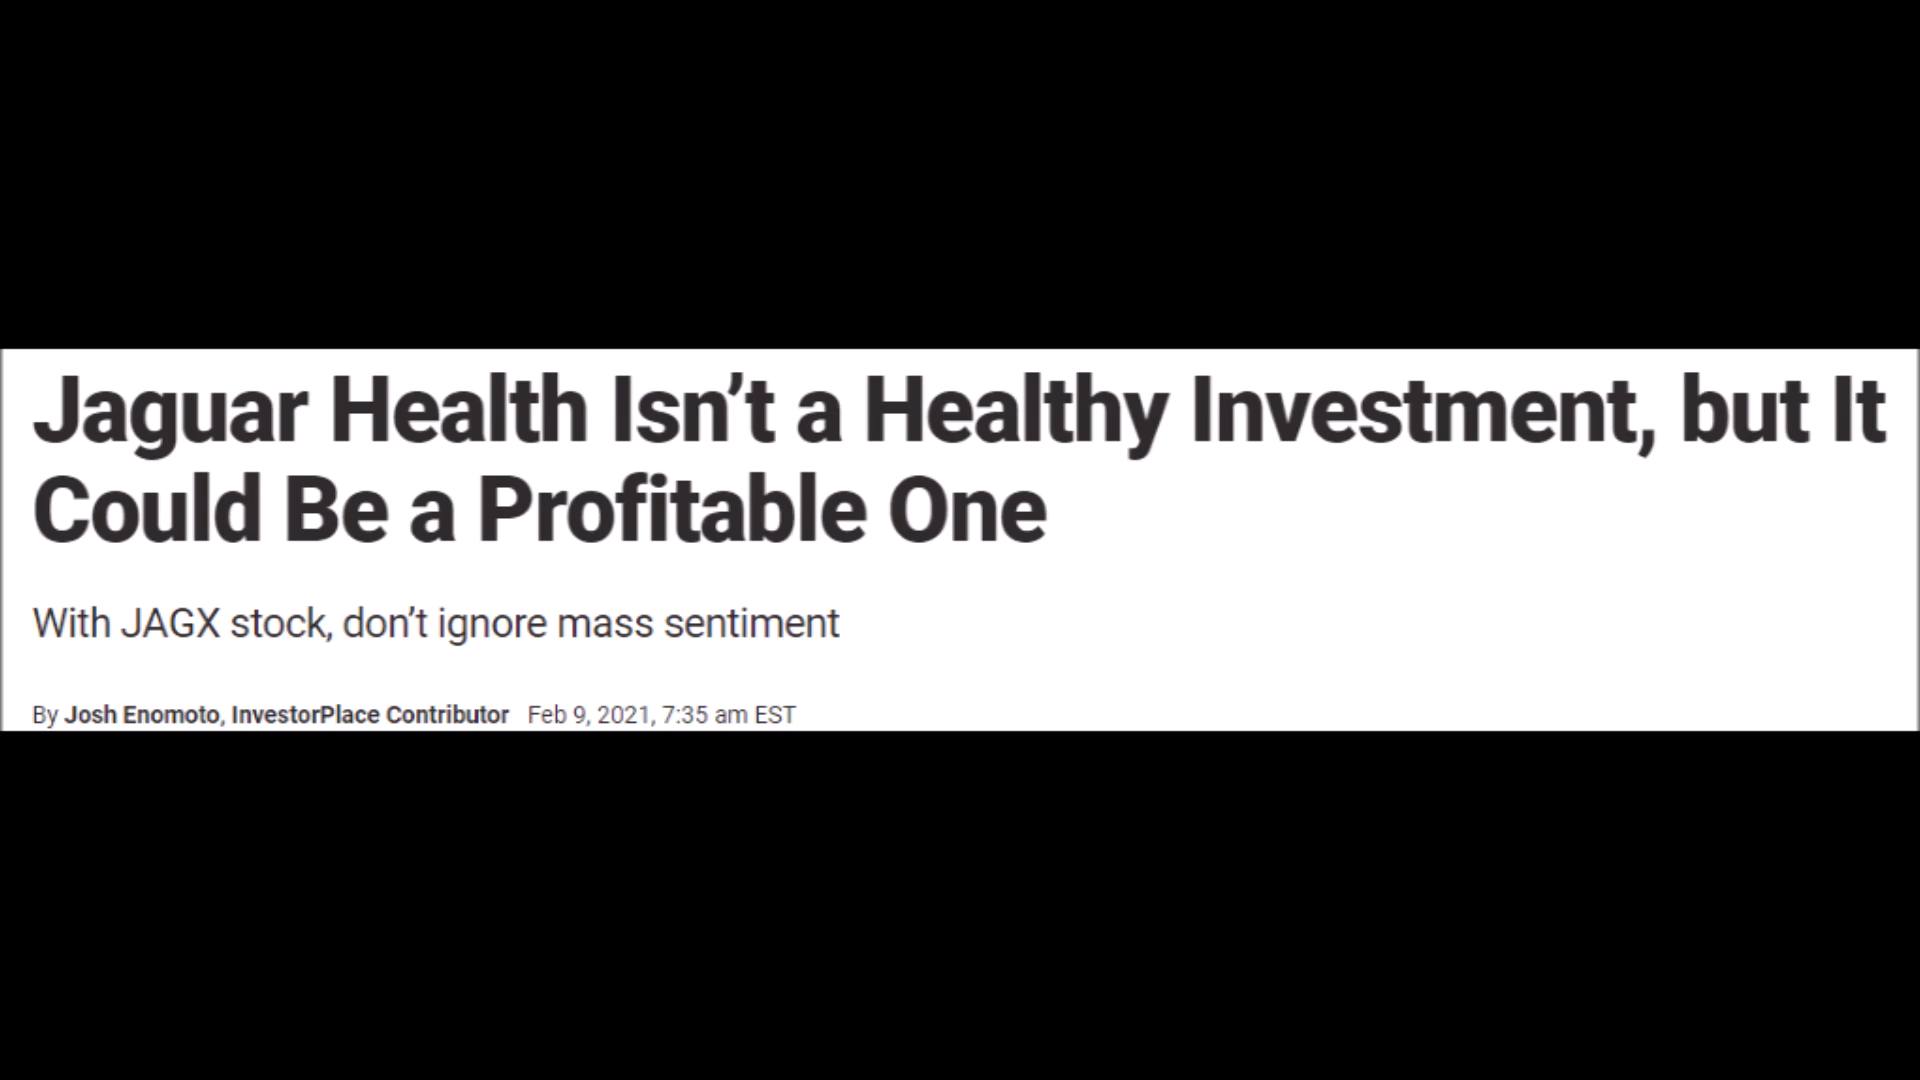 Jaguar Health Isn’t a Healthy Investment, but It
Could Be a Profitable One
With JAGX stock, don’t ignore mass sentiment
By Josh Enomoto, InvestorPlace Contributor Feb 9, 2021, 7:35 am EST